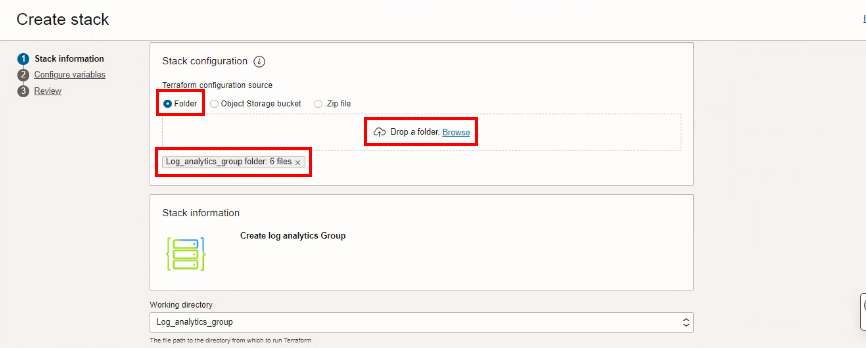 Create stack
1 Stack information
2 Configure variables
3 Review
Stack configuration i
Terraform configuration source
Folder Object Storage bucket .Zip file
Drop a folder. Browse
Log_analytics_group folder: 6 files ×
Stack information
Create log analytics Group
Working directory
Log_analytics_group
The file path to the directory from which to run Terraform